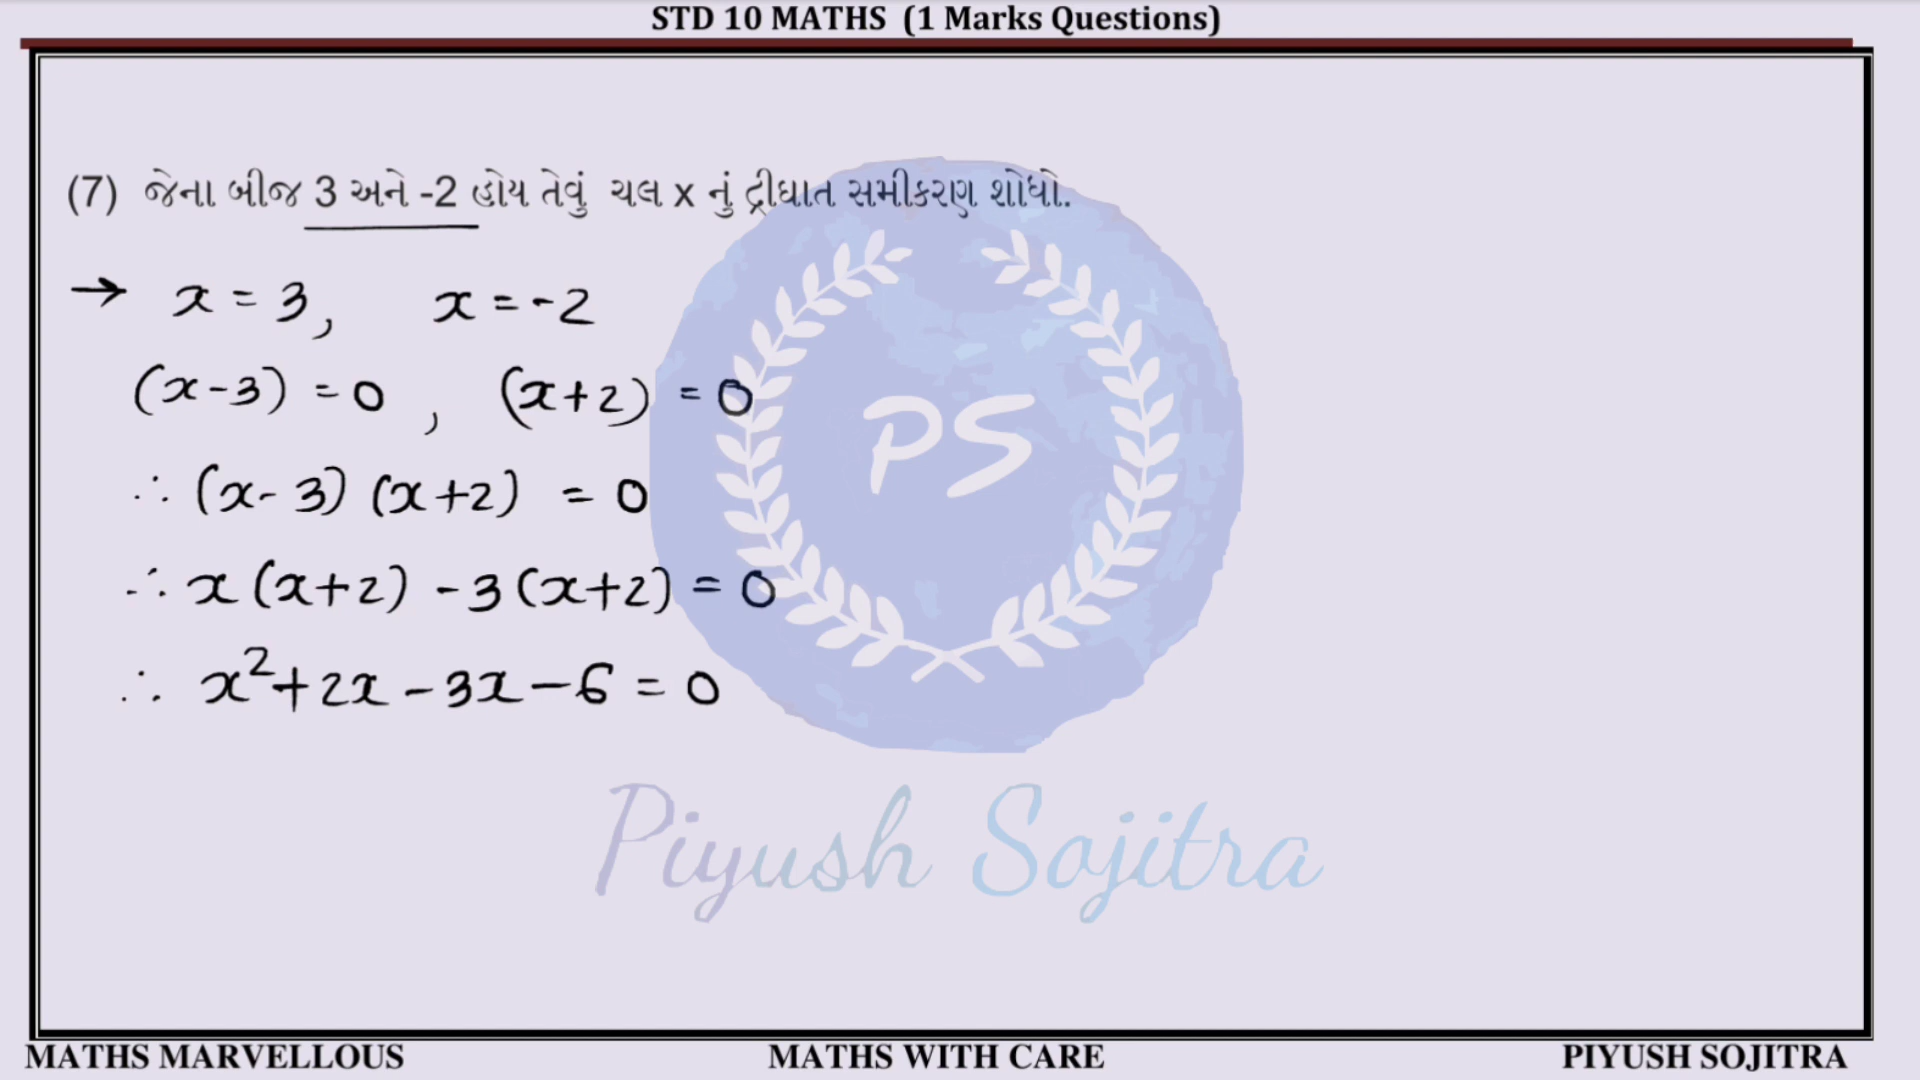 STD 10 MATHS (1 Marks Questions)
(7) જેના બીજ 3 અને -2 હોય તેવું ચલ x નું દ્રીઘાત સમીકરણ શોધો.
→ x = 3, x = -2
(x-3) = 0 , (x+2) = 0
∴ (x-3) (x+2) = 0
∴ x(x+2) -3(x+2) = 0
∴ x²+2x-3x-6 = 0
PS
Piyush Sojitra
MATHS MARVELLOUS MATHS WITH CARE PIYUSH SOJITRA